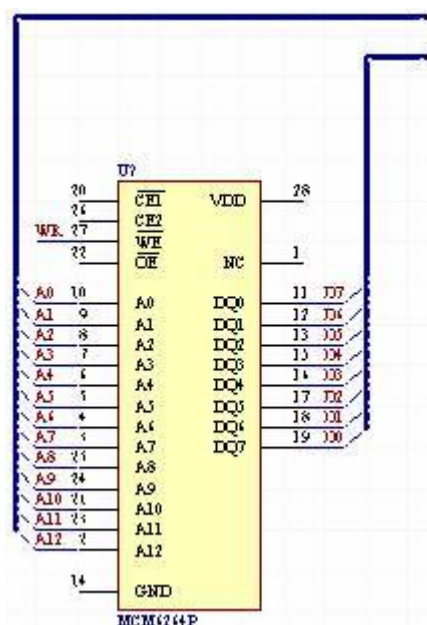 U?
20 CE1 VDD 28
26 CE2
WR 27 WE
22 OE NC 1
A0 10 A0 DQ0 11 D7
A1 9 A1 DQ1 12 D6
A2 8 A2 DQ2 13 D5
A3 7 A3 DQ3 15 D4
A4 6 A4 DQ4 16 D3
A5 5 A5 DQ5 17 D2
A6 4 A6 DQ6 18 D1
A7 3 A7 DQ7 19 D0
A8 25 A8
A9 24 A9
A10 21 A10
A11 23 A11
A12 2 A12
14 GND
MCM6264P